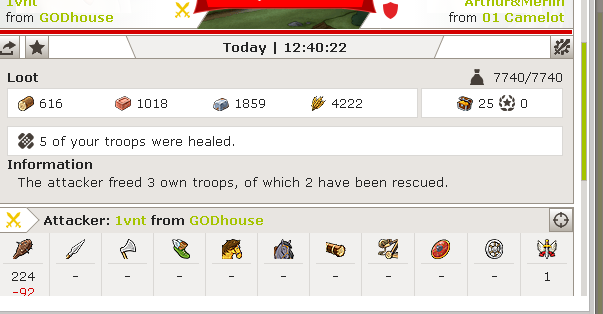 1vnt
Arthur&Merlin
from GODhouse
from 01 Camelot
Today | 12:40:22
Loot
7740/7740
616 1018 1859 4222 25 0
5 of your troops were healed.
Information
The attacker freed 3 own troops, of which 2 have been rescued.
Attacker: 1vnt from GODhouse
224 - - - - - - - - - 1
-92